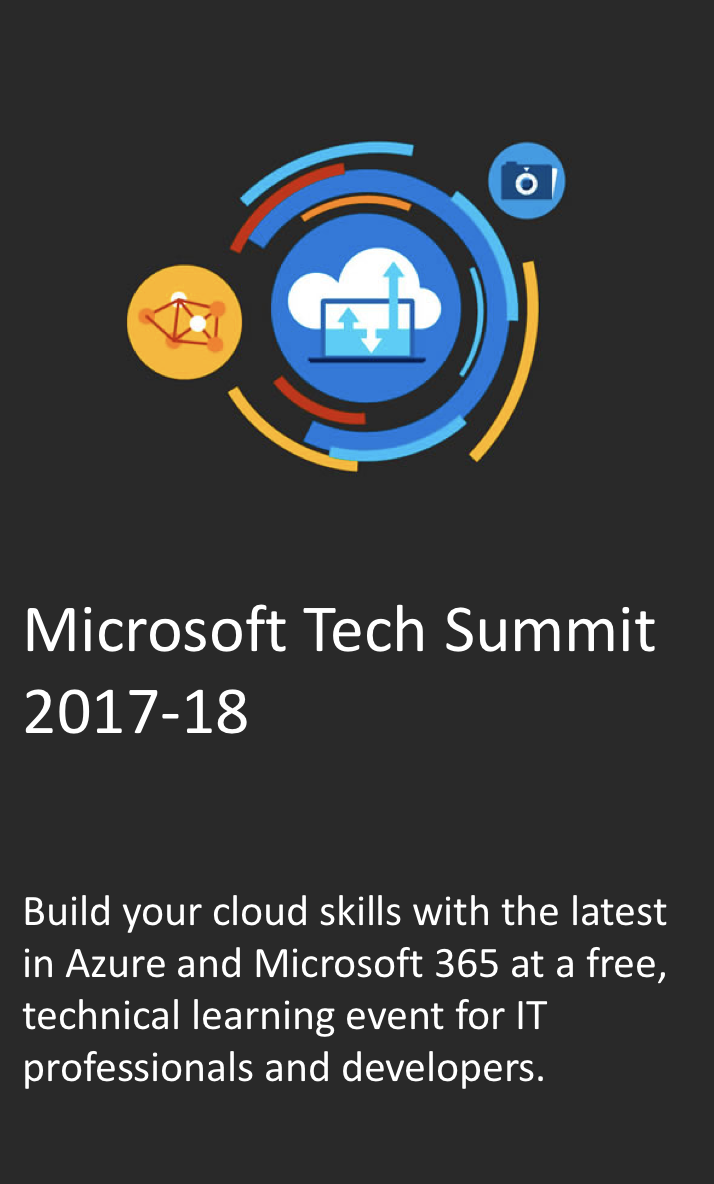 Microsoft Tech Summit
2017-18
Build your cloud skills with the latest
in Azure and Microsoft 365 at a free,
technical learning event for IT
professionals and developers.